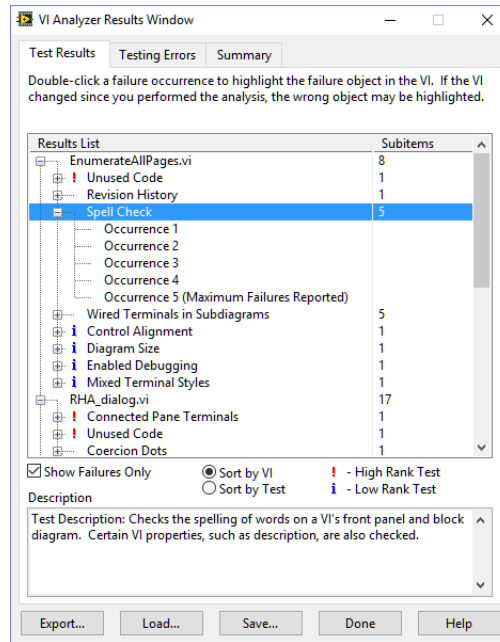 VI Analyzer Results Window
Test Results Testing Errors Summary
Double-click a failure occurrence to highlight the failure object in the VI. If the VI
changed since you performed the analysis, the wrong object may be highlighted.
Results List Subitems
EnumerateAllPages.vi 8
! Unused Code 1
Revision History 1
Spell Check 5
Occurrence 1
Occurrence 2
Occurrence 3
Occurrence 4
Occurrence 5 (Maximum Failures Reported)
Wired Terminals in Subdiagrams 5
i Control Alignment 1
i Diagram Size 1
i Enabled Debugging 1
i Mixed Terminal Styles 1
RHA_dialog.vi 17
! Connected Pane Terminals 1
! Unused Code 1
Coercion Dots 1
Show Failures Only Sort by VI ! - High Rank Test
Sort by Test i - Low Rank Test
Description
Test Description: Checks the spelling of words on a VI's front panel and block
diagram. Certain VI properties, such as description, are also checked.
Export... Load... Save... Done Help